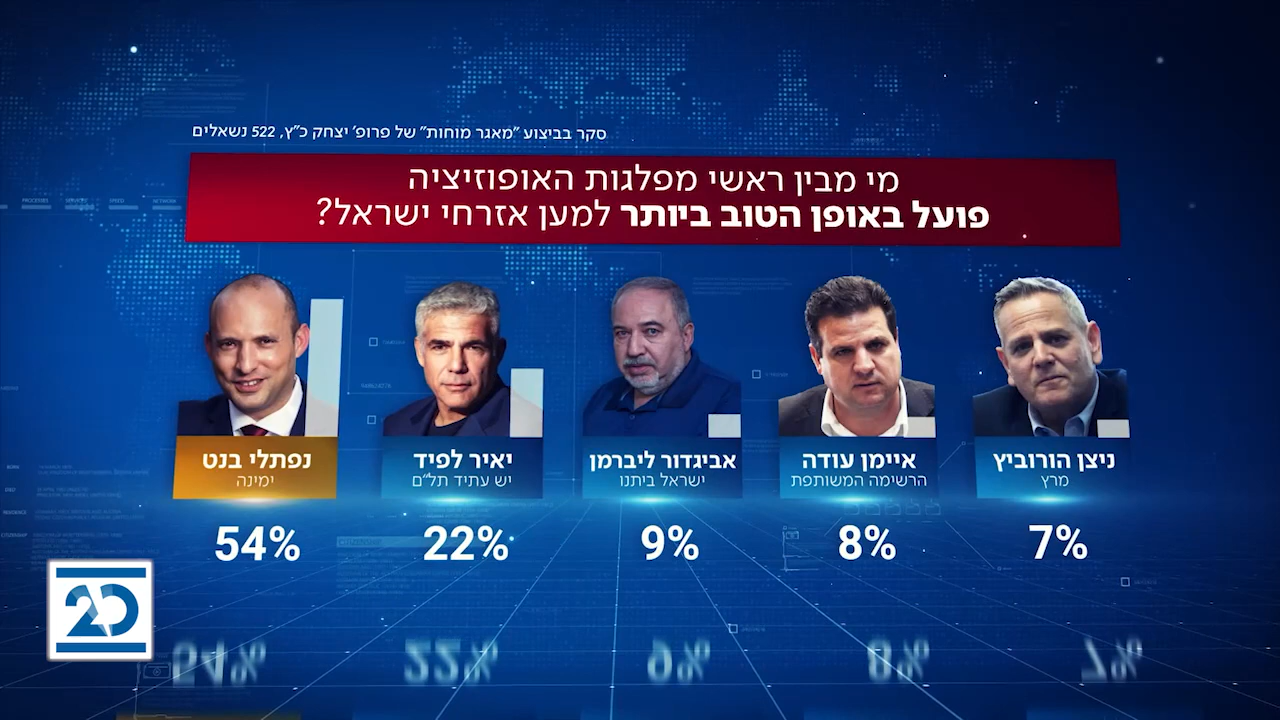 סקר בביצוע "מאגר מוחות" של פרופ' יצחק כ"ץ, 522 נשאלים
מי מבין ראשי מפלגות האופוזיציה
פועל באופן הטוב ביותר למען אזרחי ישראל?
ניצן הורוביץ
מרץ
7%
איימן עודה
הרשימה המשותפת
8%
אביגדור ליברמן
ישראל ביתנו
9%
יאיר לפיד
יש עתיד תל"ם
22%
נפתלי בנט
ימינה
54%
20